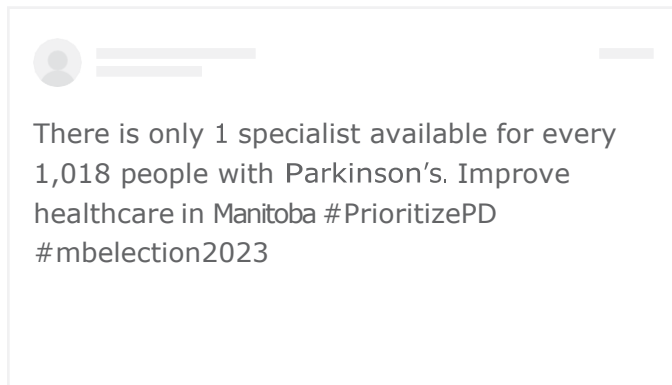 There is only 1 specialist available for every
1,018 people with Parkinson’s. Improve
healthcare in Manitoba #PrioritizePD
#mbelection2023